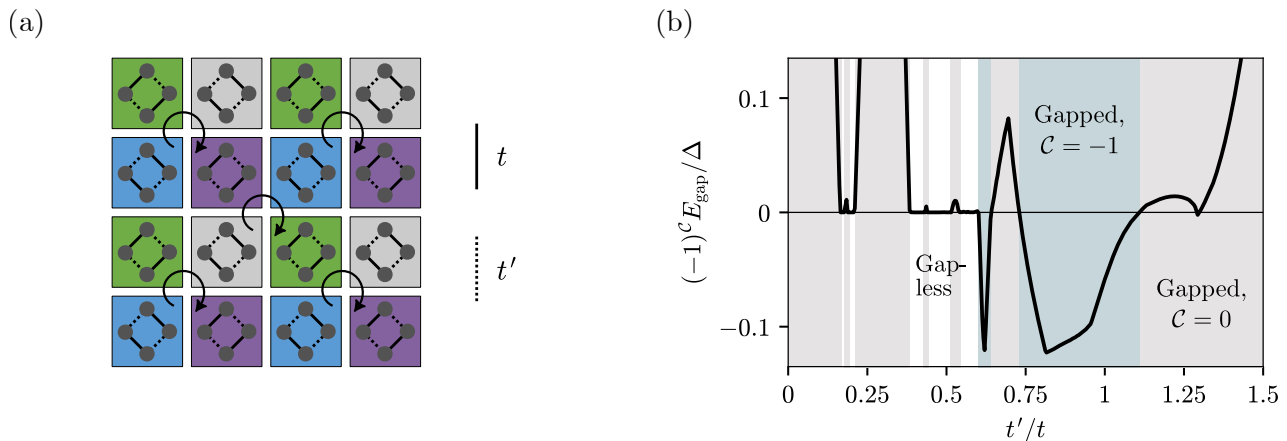 (a)
t
t′
(b)
(−1)^𝒞 E_gap/Δ
0.1
0
−0.1
Gapped,
𝒞 = −1
Gap-
less
Gapped,
𝒞 = 0
0 0.25 0.5 0.75 1 1.25 1.5
t′/t